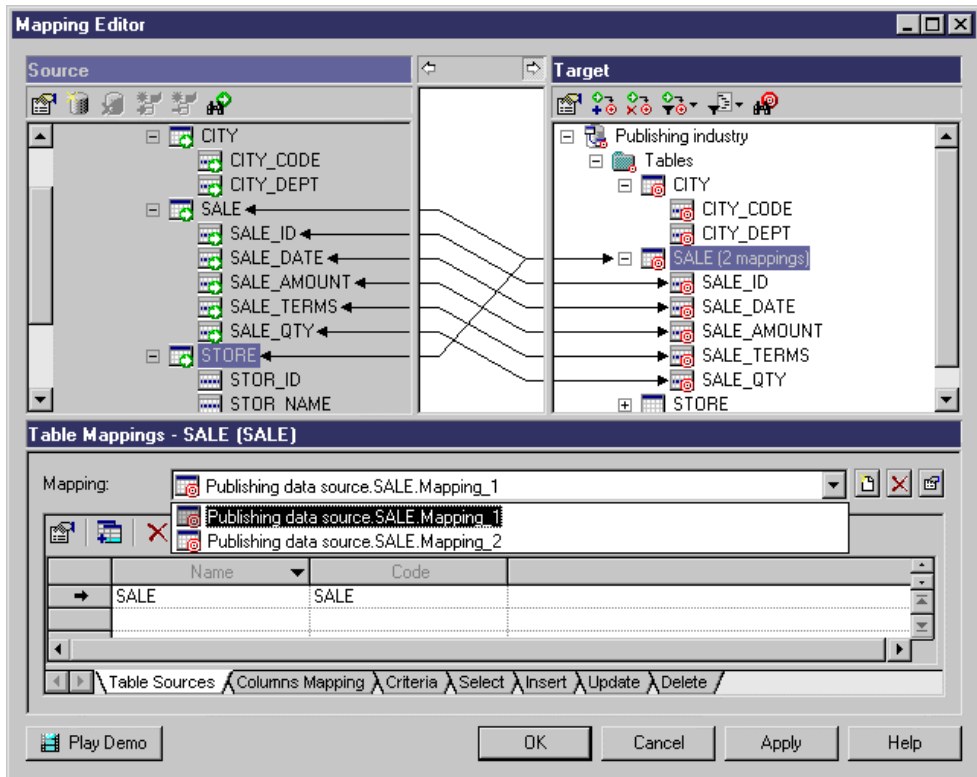 Mapping Editor
Source
Target
CITY
CITY_CODE
CITY_DEPT
SALE
SALE_ID
SALE_DATE
SALE_AMOUNT
SALE_TERMS
SALE_QTY
STORE
STOR_ID
STOR_NAME
Publishing industry
Tables
CITY
CITY_CODE
CITY_DEPT
SALE (2 mappings)
SALE_ID
SALE_DATE
SALE_AMOUNT
SALE_TERMS
SALE_QTY
STORE
Table Mappings - SALE (SALE)
Mapping: Publishing data source.SALE.Mapping_1
Publishing data source.SALE.Mapping_1
Publishing data source.SALE.Mapping_2
Name Code
SALE SALE
Table Sources Columns Mapping Criteria Select Insert Update Delete
Play Demo OK Cancel Apply Help